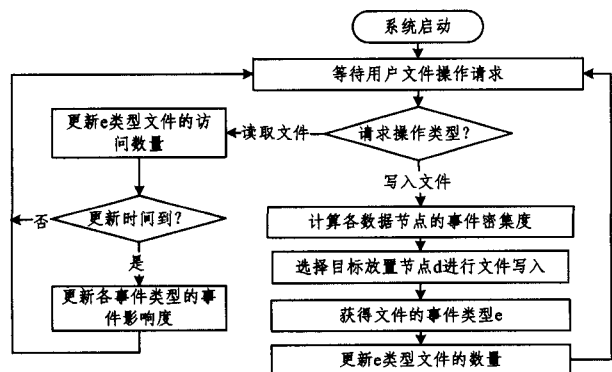 系统启动
等待用户文件操作请求
更新e类型文件的访
问数量
读取文件
请求操作类型?
写入文件
否
更新时间到?
计算各数据节点的事件密集度
是
选择目标放置节点d进行文件写入
更新各事件类型的事
件影响度
获得文件的事件类型e
更新e类型文件的数量